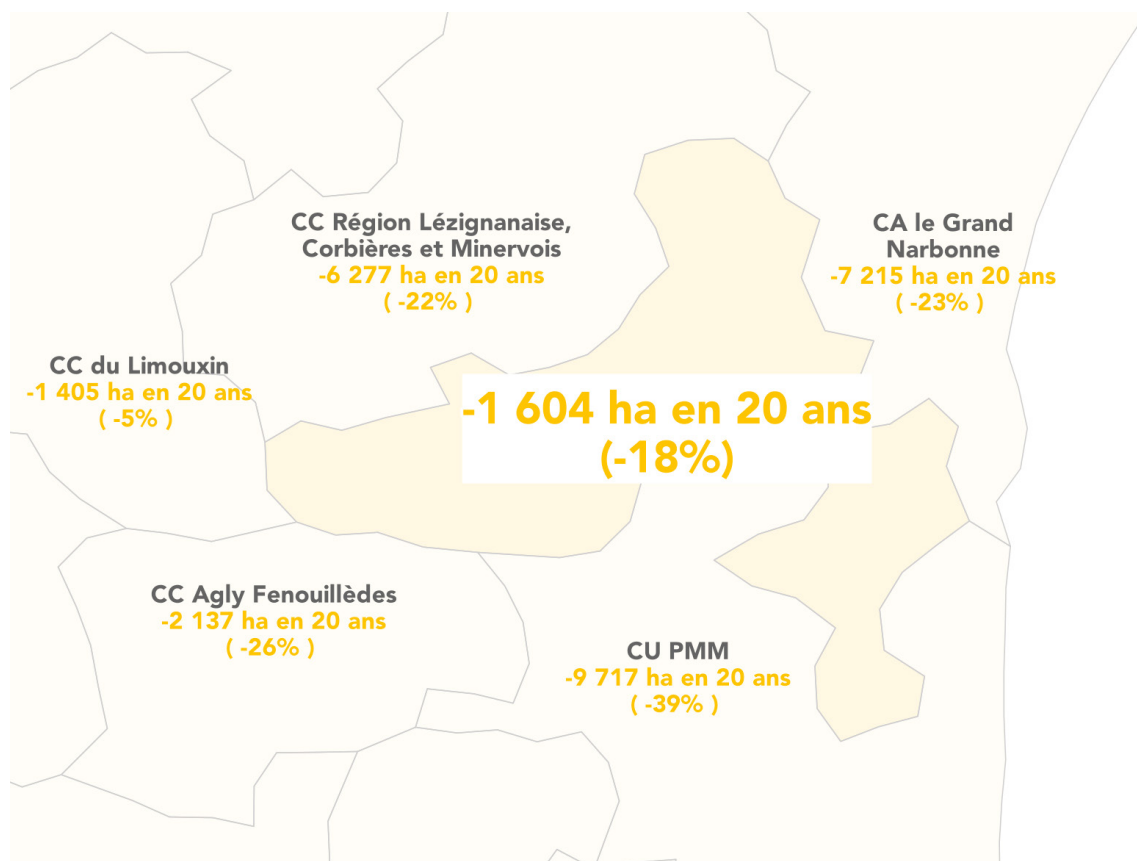 CC Région Lézignanaise,
Corbières et Minervois
-6 277 ha en 20 ans
( -22% )
CA le Grand
Narbonne
-7 215 ha en 20 ans
( -23% )
CC du Limouxin
-1 405 ha en 20 ans
( -5% )
-1 604 ha en 20 ans
(-18%)
CC Agly Fenouillèdes
-2 137 ha en 20 ans
( -26% )
CU PMM
-9 717 ha en 20 ans
( -39% )